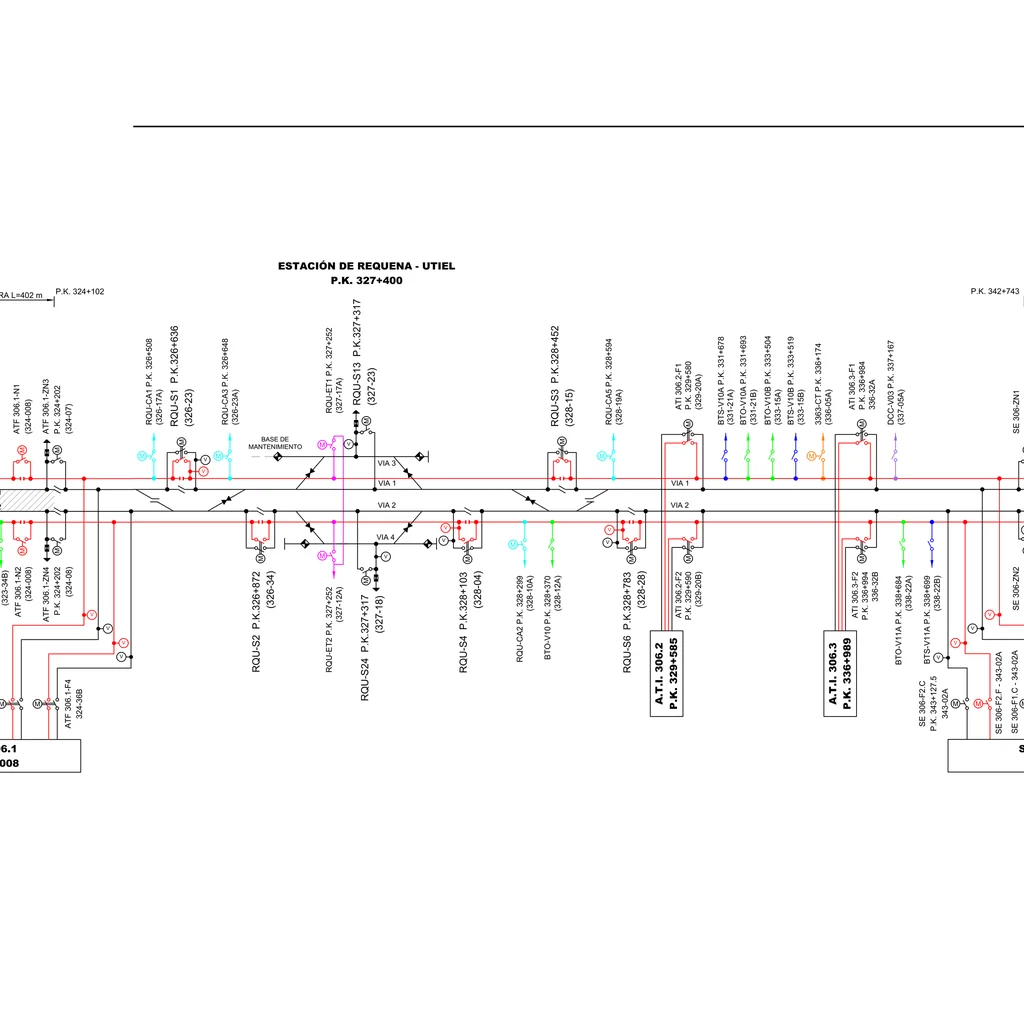 ESTACIÓN DE REQUENA - UTIEL
P.K. 327+400
RA L=402 m
P.K. 324+102
P.K. 342+743
ATF 306.1-N1
(324-008)
ATF 306.1-ZN3
P.K. 324+202
(324-07)
RQU-CA1 P.K. 326+508
(326-17A)
RQU-S1 P.K.326+636
(326-23)
RQU-CA3 P.K. 326+648
(326-23A)
BASE DE
MANTENIMIENTO
RQU-ET1 P.K. 327+252
(327-17A)
RQU-S13 P.K.327+317
(327-23)
RQU-S3 P.K.328+452
(328-15)
RQU-CA5 P.K. 328+594
(328-19A)
ATI 306.2-F1
P.K. 329+580
(329-20A)
BTS-V10A P.K. 331+678
(331-21A)
BTO-V10A P.K. 331+693
(331-21B)
BTO-V10B P.K. 333+504
(333-15A)
BTS-V10B P.K. 333+519
(333-15B)
3363-CT P.K. 336+174
(336-05A)
ATI 306.3-F1
P.K. 336+984
336-32A
DCC-V03 P.K. 337+167
(337-05A)
SE 306-ZN1
VIA 3
VIA 1
VIA 1
VIA 2
VIA 2
VIA 4
(323-34B)
ATF 306.1-N2
(324-008)
ATF 306.1-ZN4
P.K. 324+202
(324-08)
RQU-S2 P.K.326+872
(326-34)
RQU-ET2 P.K. 327+252
(327-12A)
RQU-S24 P.K.327+317
(327-18)
RQU-S4 P.K.328+103
(328-04)
RQU-CA2 P.K. 328+299
(328-10A)
BTO-V10 P.K. 328+370
(328-12A)
RQU-S6 P.K.328+783
(328-28)
ATI 306.2-F2
P.K. 329+590
(329-20B)
ATI 306.3-F2
P.K. 336+994
336-32B
BTO-V11A P.K. 338+684
(338-22A)
BTS-V11A P.K. 338+699
(338-22B)
SE 306-ZN2
A.T.I. 306.2
P.K. 329+585
A.T.I. 306.3
P.K. 336+989
ATF 306.1-F4
324-36B
SE 306-F2.C
P.K. 343+127.5
343-02A
SE 306-F2.F - 343-02A
SE 306-F1.C - 343-02A
06.1
008
S